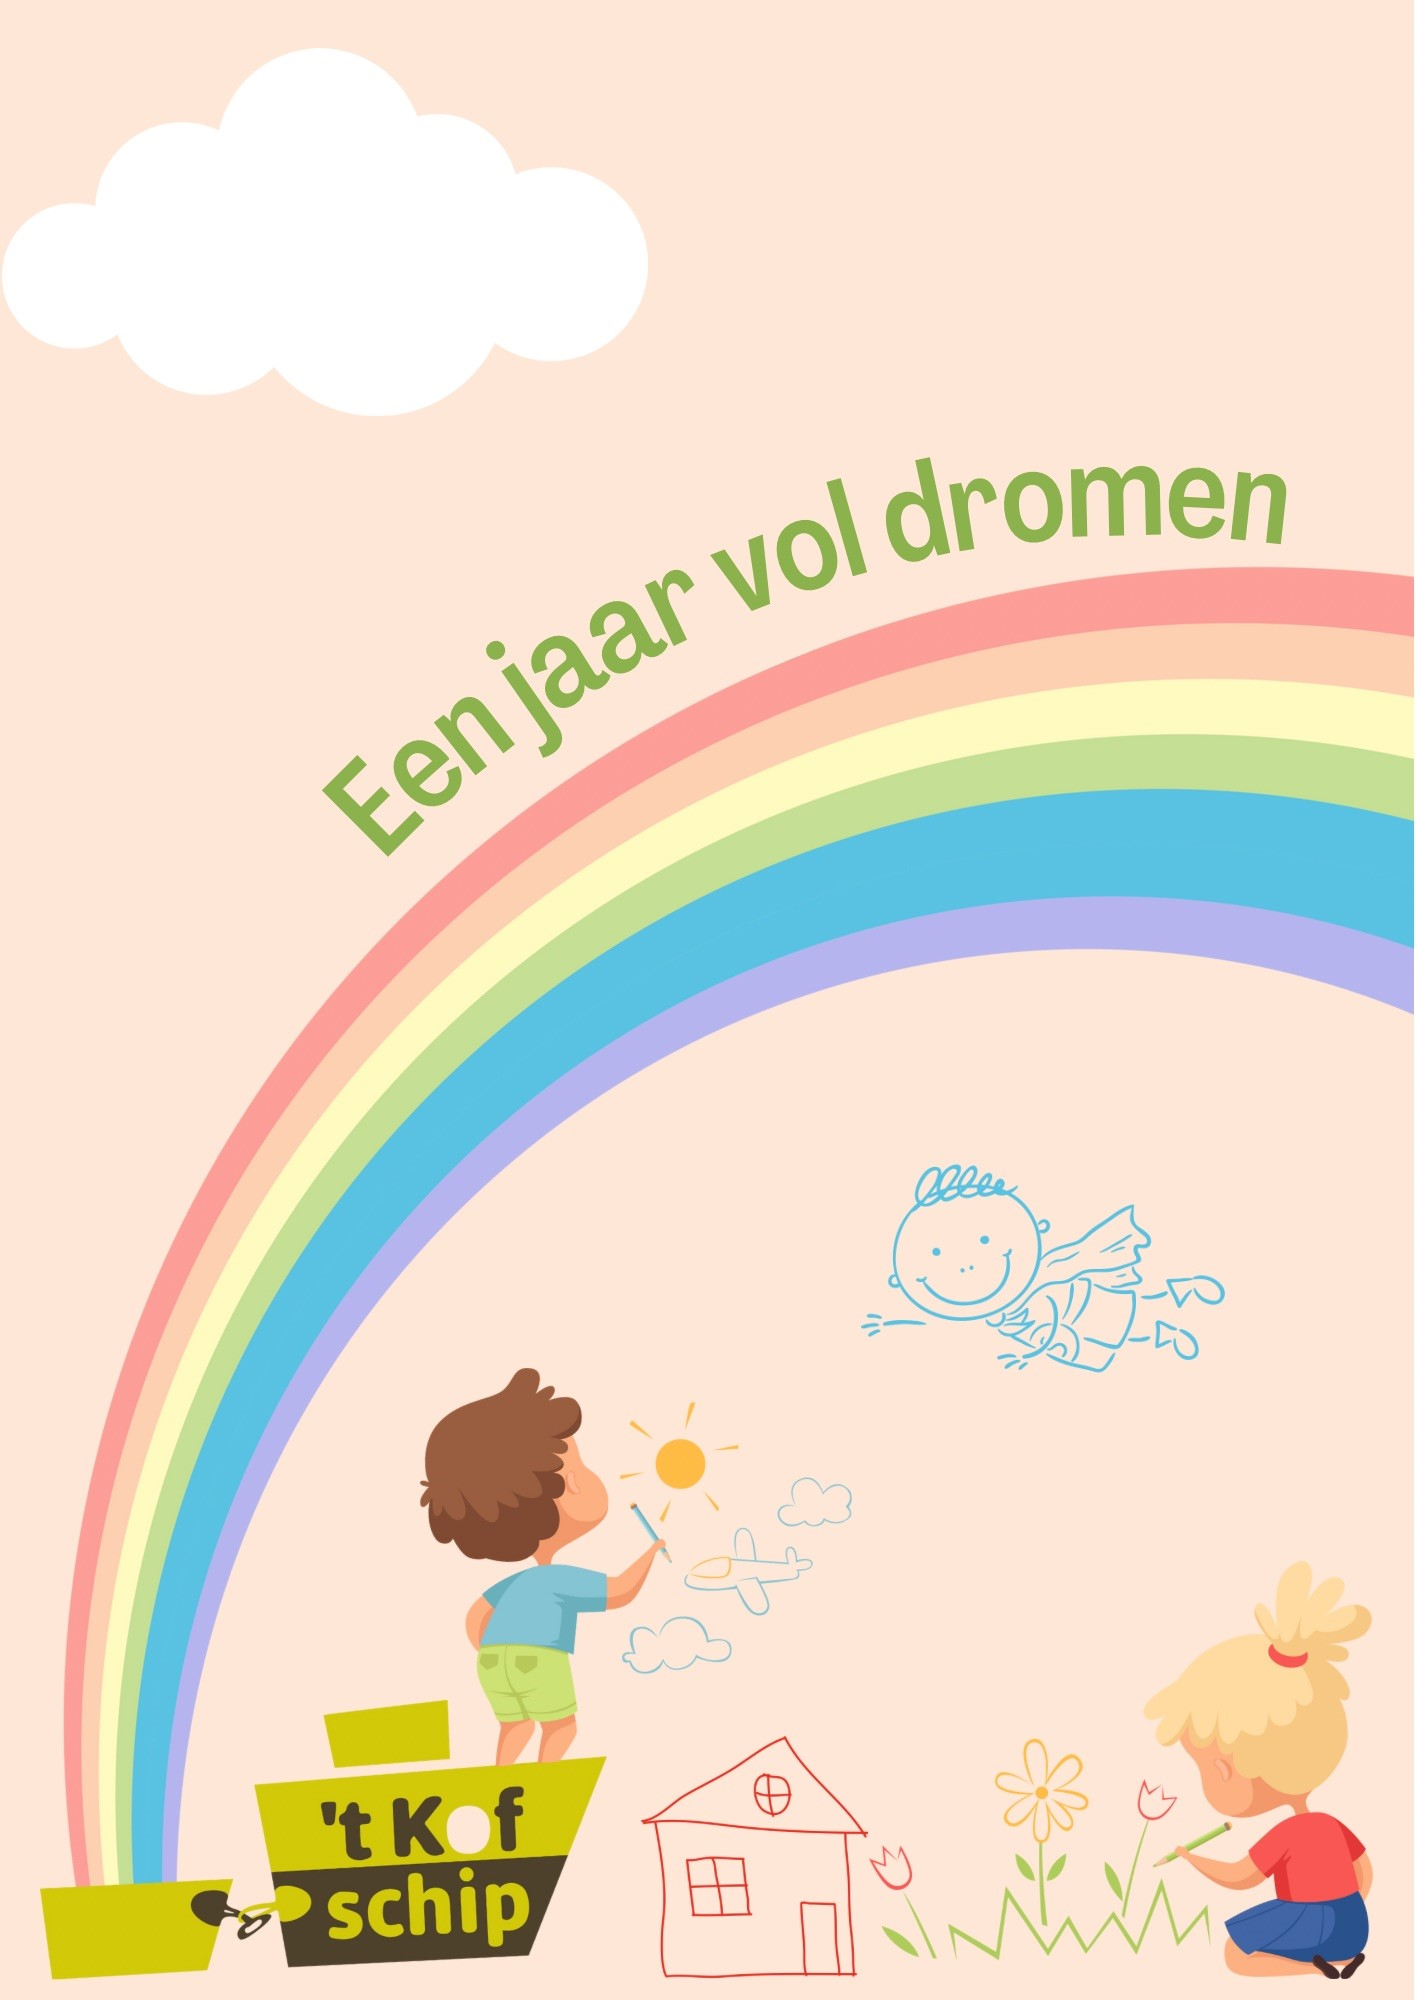 Een jaar vol dromen
't Kof
schip